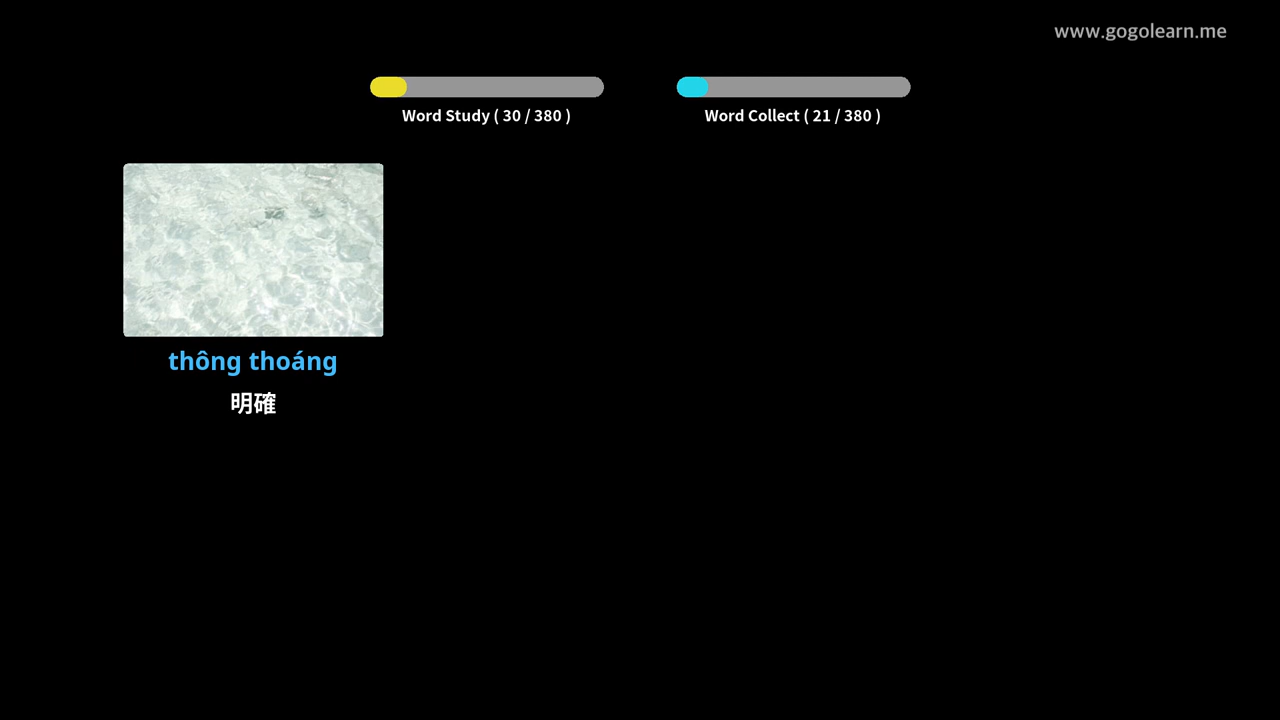 www.gogolearn.me
Word Study ( 30 / 380 )
Word Collect ( 21 / 380 )
thông thoáng
明確